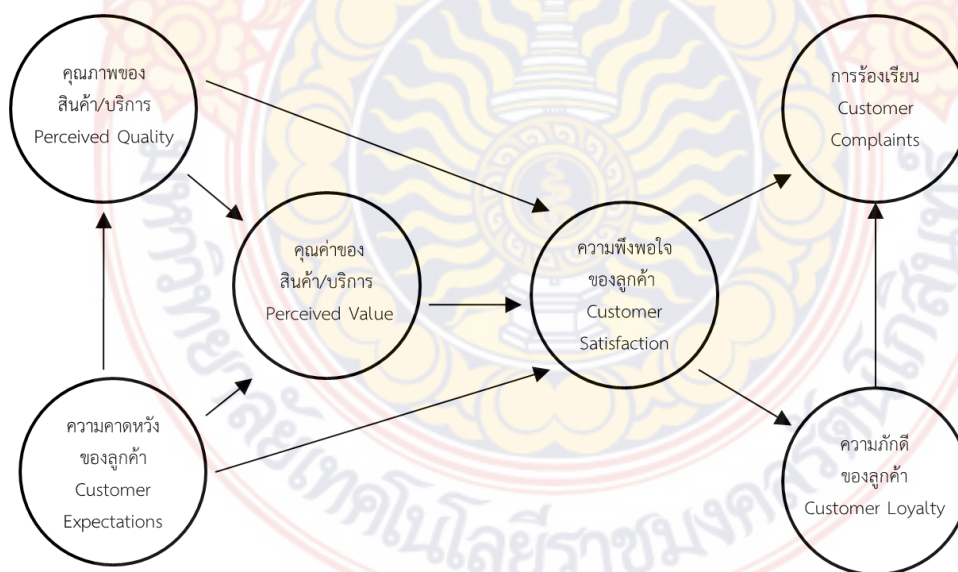 คุณภาพของ
สินค้า/บริการ
Perceived Quality
การร้องเรียน
Customer
Complaints
คุณค่าของ
สินค้า/บริการ
Perceived Value
ความพึงพอใจ
ของลูกค้า
Customer
Satisfaction
ความคาดหวัง
ของลูกค้า
Customer
Expectations
ความภักดี
ของลูกค้า
Customer Loyalty